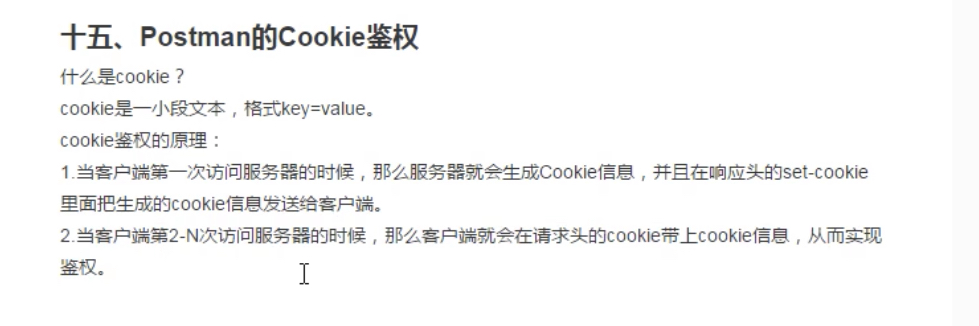 十五、Postman的Cookie鉴权
什么是cookie？
cookie是一小段文本，格式key=value。
cookie鉴权的原理：
1.当客户端第一次访问服务器的时候，那么服务器就会生成Cookie信息，并且在响应头的set-cookie
里面把生成的cookie信息发送给客户端。
2.当客户端第2-N次访问服务器的时候，那么客户端就会在请求头的cookie带上cookie信息，从而实现
鉴权。